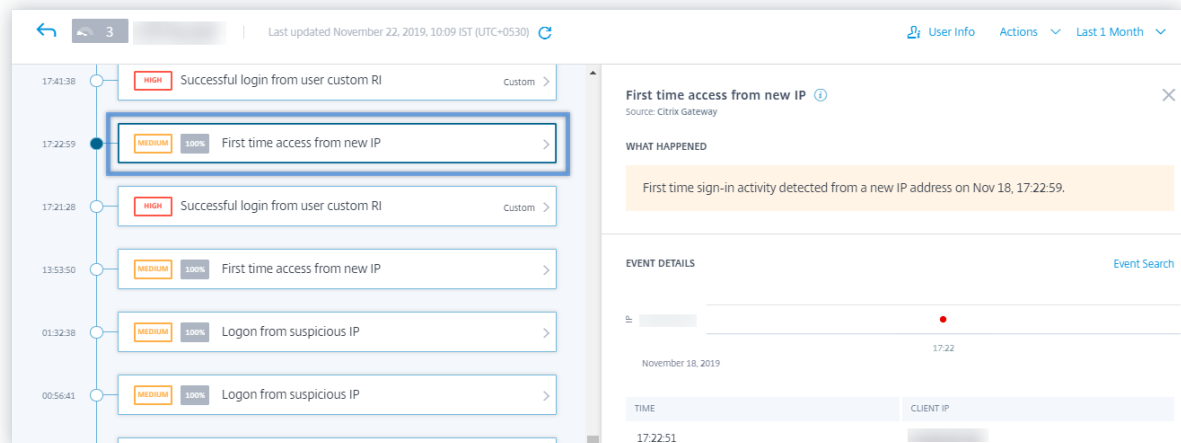 3
Last updated November 22, 2019, 10:09 IST (UTC+0530)
User Info
Actions
Last 1 Month
17:41:38
HIGH
Successful login from user custom RI
Custom
17:22:59
MEDIUM
100%
First time access from new IP
17:21:28
HIGH
Successful login from user custom RI
Custom
13:53:50
MEDIUM
100%
First time access from new IP
01:32:38
MEDIUM
100%
Logon from suspicious IP
00:56:41
MEDIUM
100%
Logon from suspicious IP
First time access from new IP
Source: Citrix Gateway
WHAT HAPPENED
First time sign-in activity detected from a new IP address on Nov 18, 17:22:59.
EVENT DETAILS
Event Search
IP
17:22
November 18, 2019
TIME
CLIENT IP
17:22:51